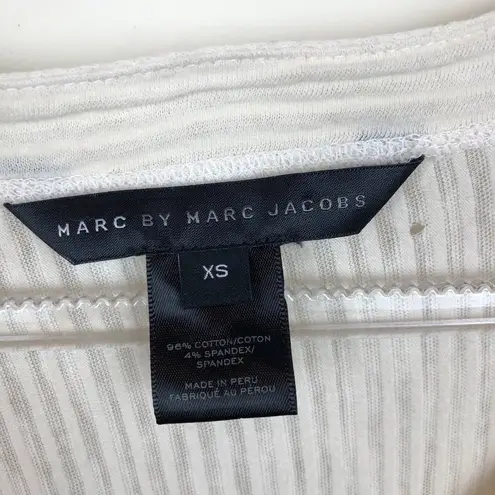 MARC BY MARC JACOBS
XS
96% COTTON/COTON
4% SPANDEX/
SPANDEX
MADE IN PERU
FABRIQUÉ AU PÉROU